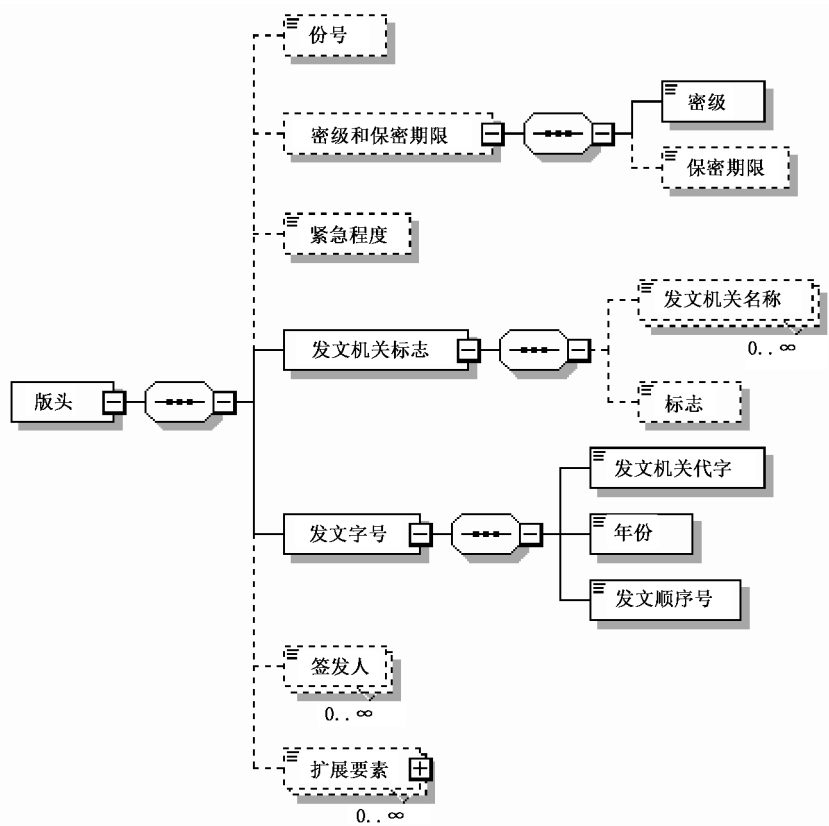 份号
密级和保密期限
密级
保密期限
紧急程度
发文机关标志
发文机关名称
0..∞
标志
版头
发文字号
发文机关代字
年份
发文顺序号
签发人
0..∞
扩展要素
0..∞